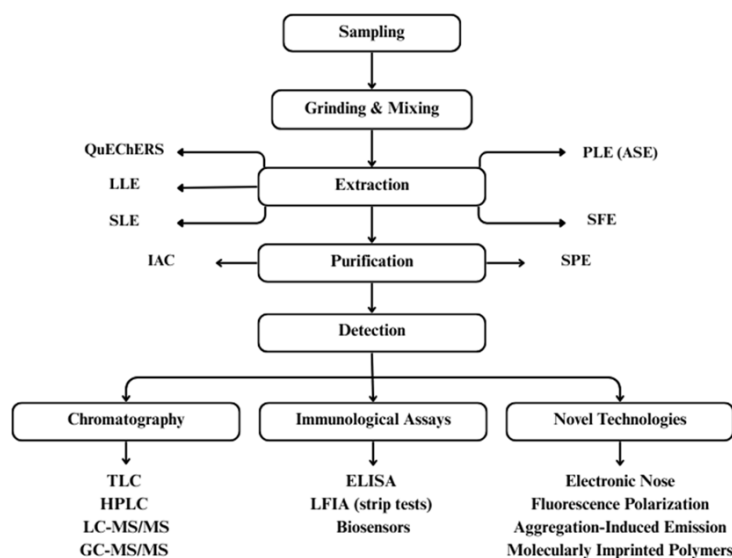 Sampling
Grinding & Mixing
QuEChERS
PLE (ASE)
LLE
Extraction
SLE
SFE
IAC
Purification
SPE
Detection
Chromatography
Immunological Assays
Novel Technologies
TLC
HPLC
LC-MS/MS
GC-MS/MS
ELISA
LFIA (strip tests)
Biosensors
Electronic Nose
Fluorescence Polarization
Aggregation-Induced Emission
Molecularly Imprinted Polymers